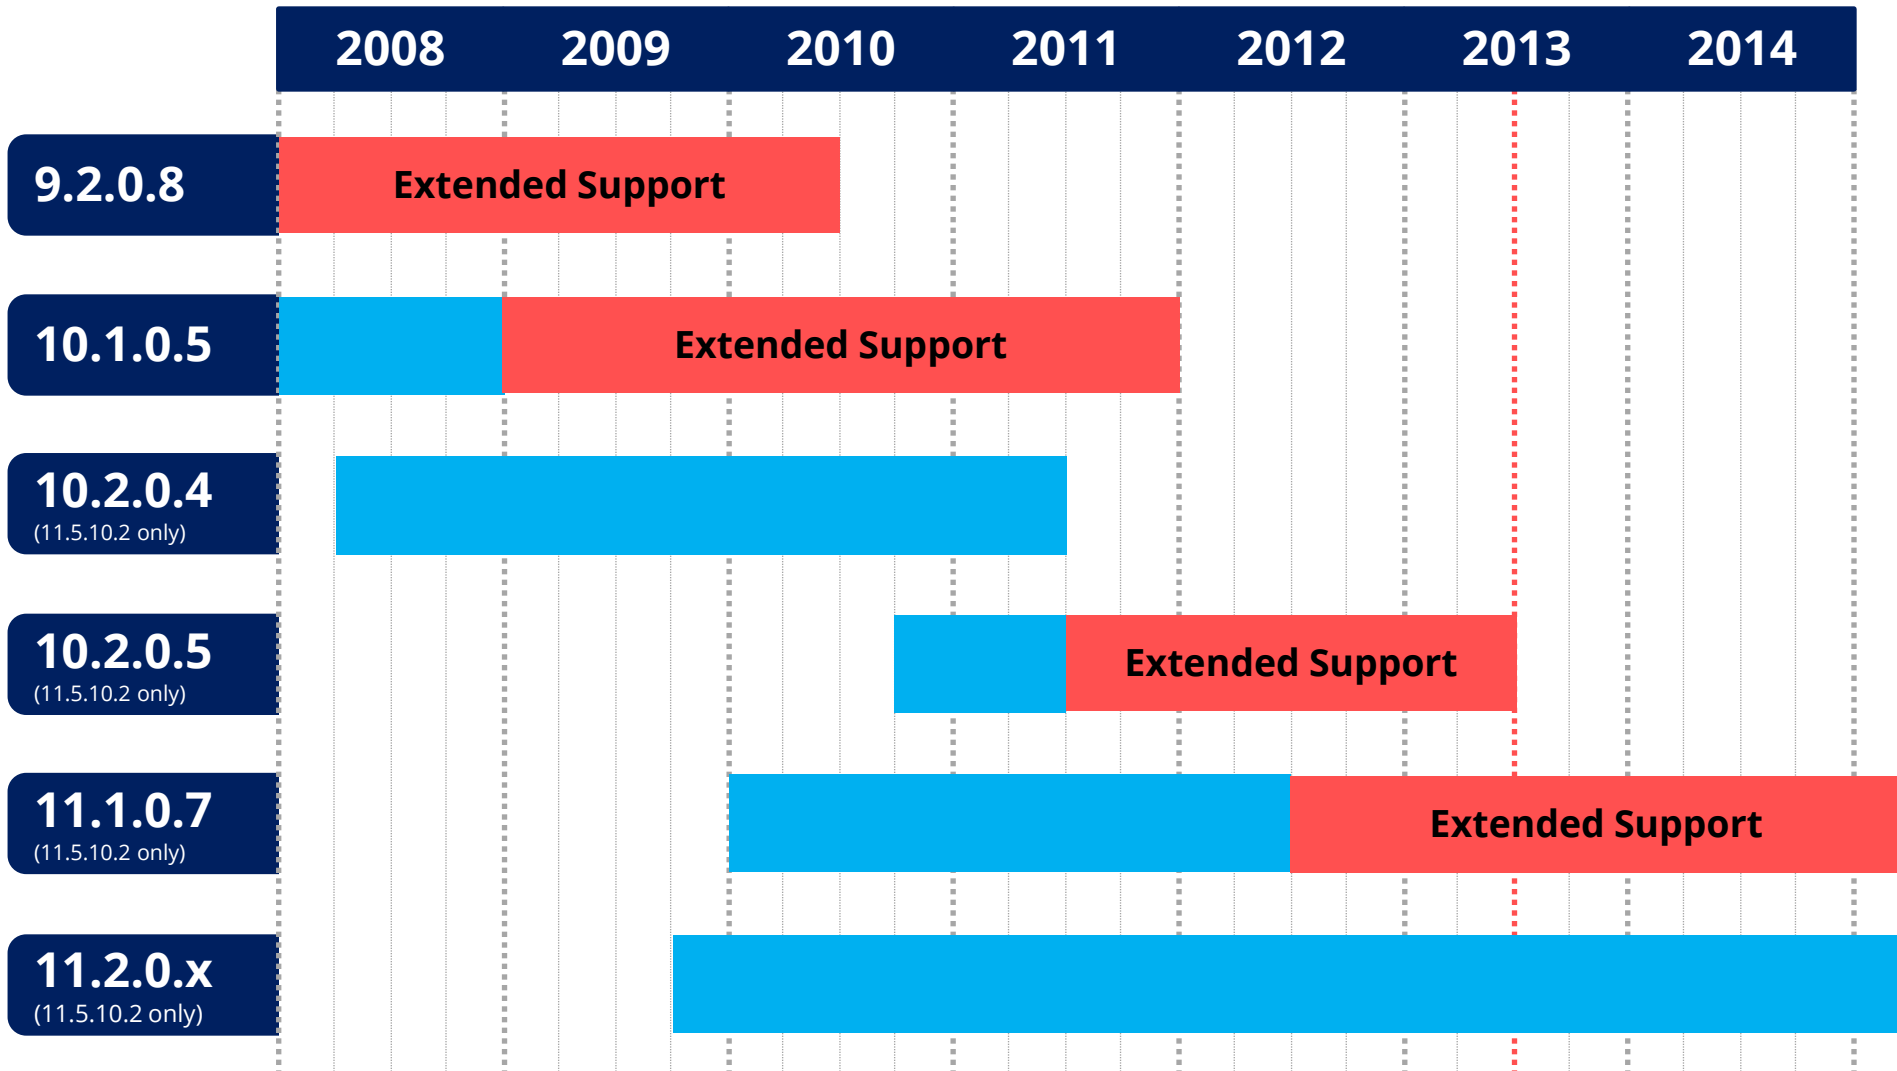 2008 2009 2010 2011 2012 2013 2014
9.2.0.8 Extended Support
10.1.0.5 Extended Support
10.2.0.4
(11.5.10.2 only)
10.2.0.5
(11.5.10.2 only)
Extended Support
11.1.0.7
(11.5.10.2 only)
Extended Support
11.2.0.x
(11.5.10.2 only)